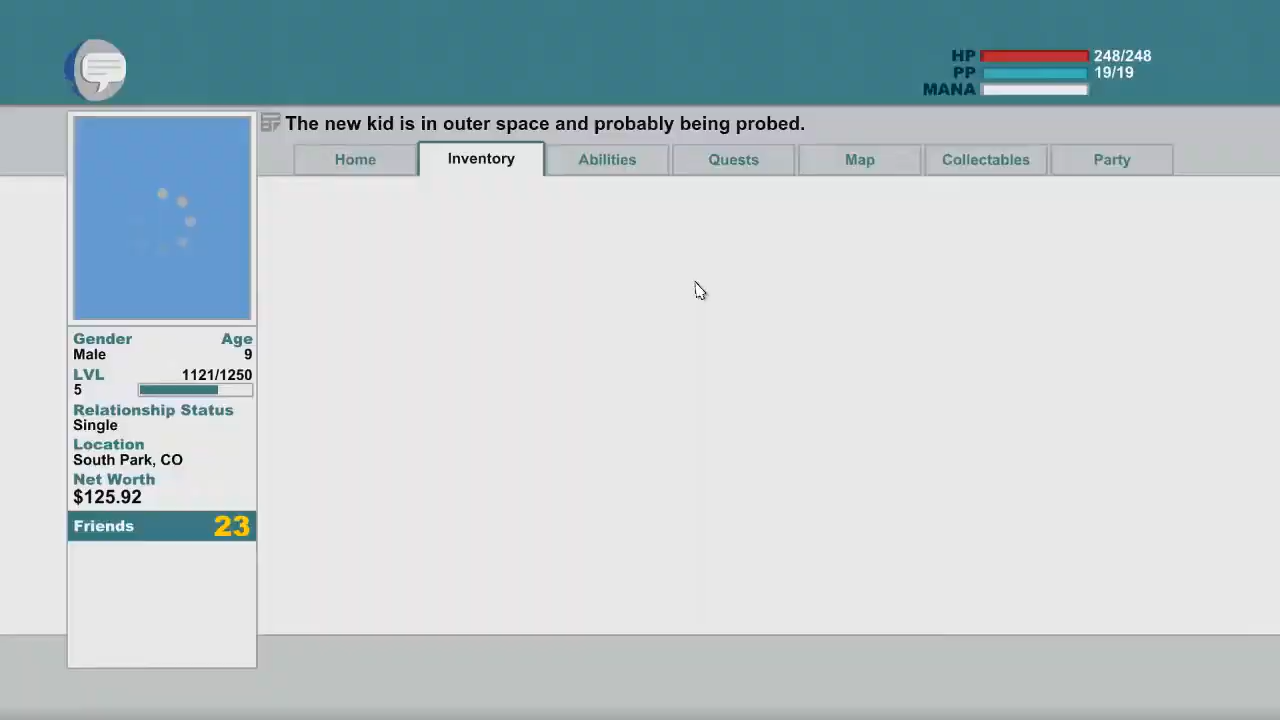 HP 248/248
PP 19/19
MANA
The new kid is in outer space and probably being probed.
Home Inventory Abilities Quests Map Collectables Party
Gender Age
Male 9
LVL 1121/1250
5
Relationship Status
Single
Location
South Park, CO
Net Worth
$125.92
Friends 23